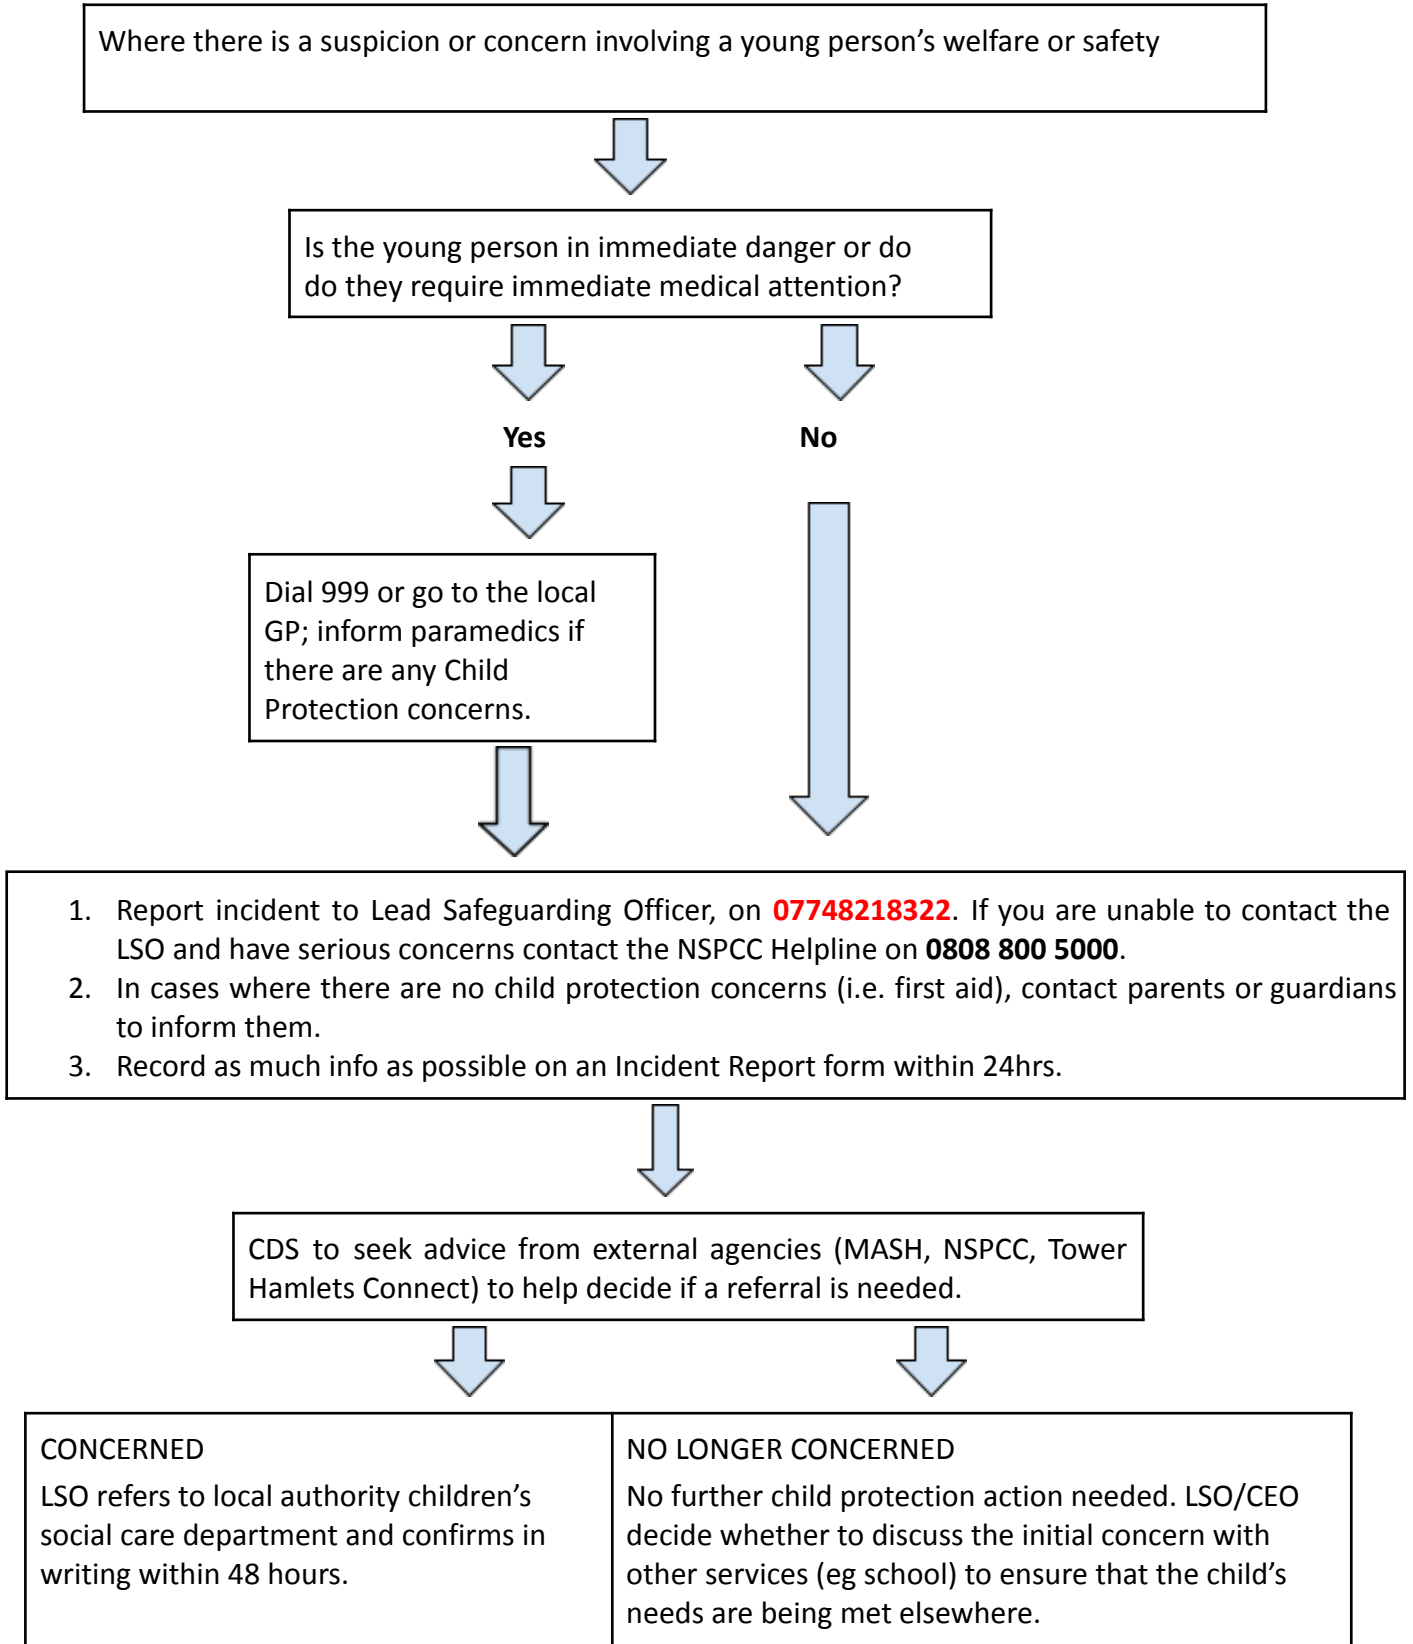 Where there is a suspicion or concern involving a young person’s welfare or safety
Is the young person in immediate danger or do
do they require immediate medical attention?
Yes
No
Dial 999 or go to the local
GP; inform paramedics if
there are any Child
Protection concerns.
1. Report incident to Lead Safeguarding Officer, on 07748218322. If you are unable to contact the
LSO and have serious concerns contact the NSPCC Helpline on 0808 800 5000.
2. In cases where there are no child protection concerns (i.e. first aid), contact parents or guardians
to inform them.
3. Record as much info as possible on an Incident Report form within 24hrs.
CDS to seek advice from external agencies (MASH, NSPCC, Tower
Hamlets Connect) to help decide if a referral is needed.
CONCERNED
LSO refers to local authority children’s
social care department and confirms in
writing within 48 hours.
NO LONGER CONCERNED
No further child protection action needed. LSO/CEO
decide whether to discuss the initial concern with
other services (eg school) to ensure that the child’s
needs are being met elsewhere.